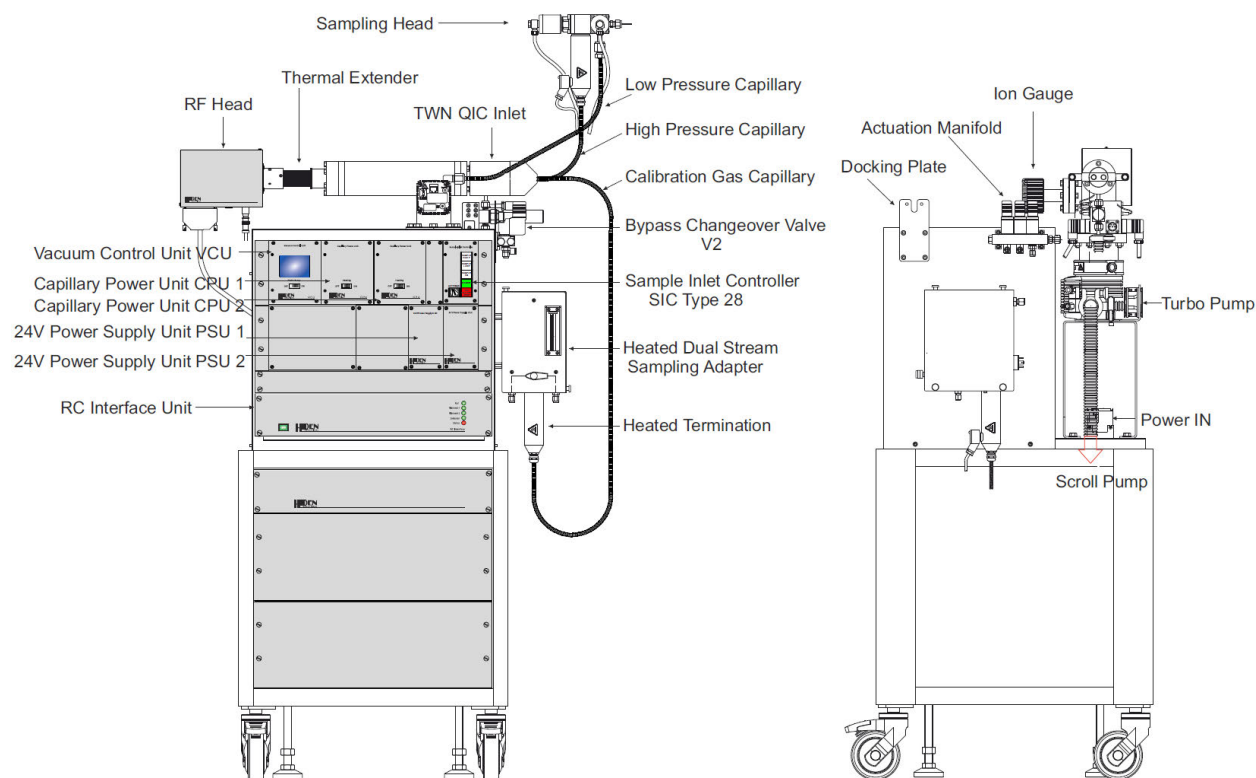 Sampling Head
Thermal Extender
RF Head
TWN QIC Inlet
Low Pressure Capillary
High Pressure Capillary
Calibration Gas Capillary
Bypass Changeover Valve
V2
Vacuum Control Unit VCU
Capillary Power Unit CPU 1
Capillary Power Unit CPU 2
24V Power Supply Unit PSU 1
24V Power Supply Unit PSU 2
RC Interface Unit
Sample Inlet Controller
SIC Type 28
Heated Dual Stream
Sampling Adapter
Heated Termination
Ion Gauge
Actuation Manifold
Docking Plate
Turbo Pump
Power IN
Scroll Pump